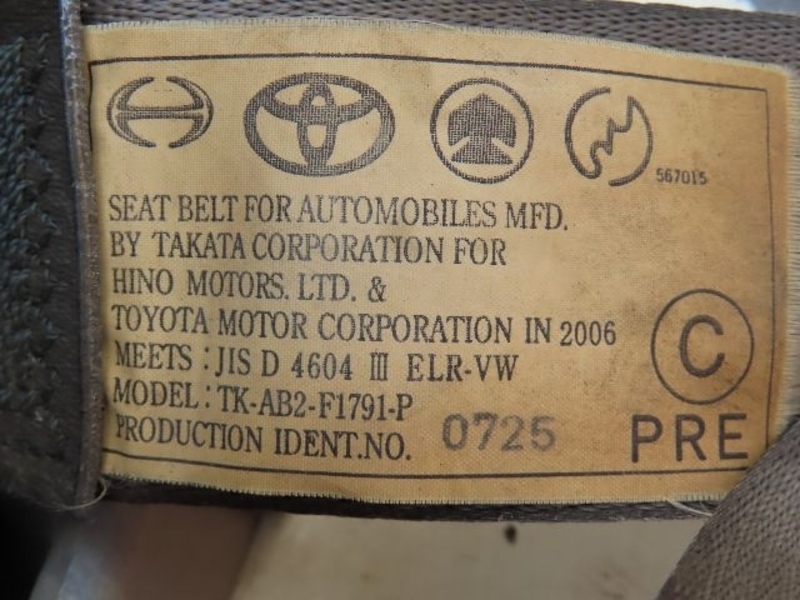 567015
SEAT BELT FOR AUTOMOBILES MFD.
BY TAKATA CORPORATION FOR
HINO MOTORS. LTD. &
TOYOTA MOTOR CORPORATION IN 2006
MEETS : JIS D 4604 Ⅲ ELR-VW
MODEL : TK-AB2-F1791-P
PRODUCTION IDENT.NO. 0725
C
PRE